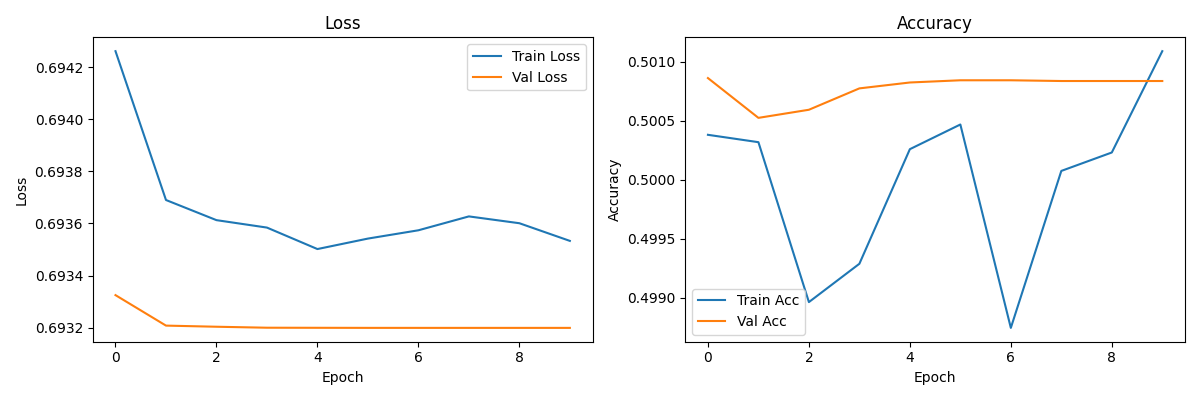 Loss
Train Loss
Val Loss
0.6942
0.6940
0.6938
0.6936
0.6934
0.6932
Loss
0
2
4
6
8
Epoch
Accuracy
0.5010
0.5005
0.5000
0.4995
0.4990
Accuracy
Train Acc
Val Acc
0
2
4
6
8
Epoch